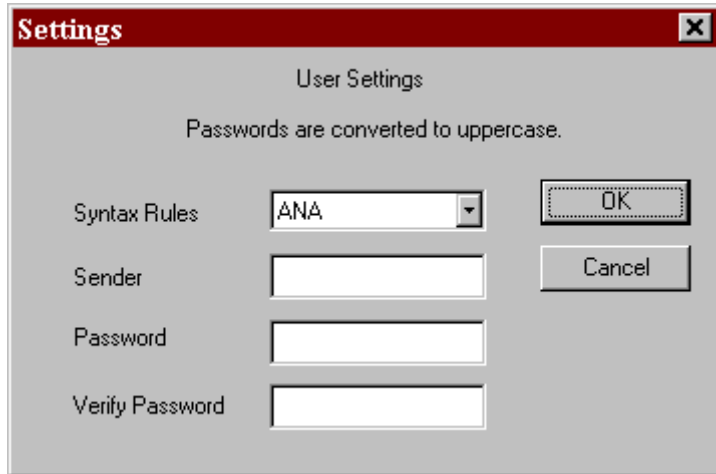 Settings
User Settings
Passwords are converted to uppercase.
Syntax Rules ANA OK
Sender Cancel
Password
Verify Password